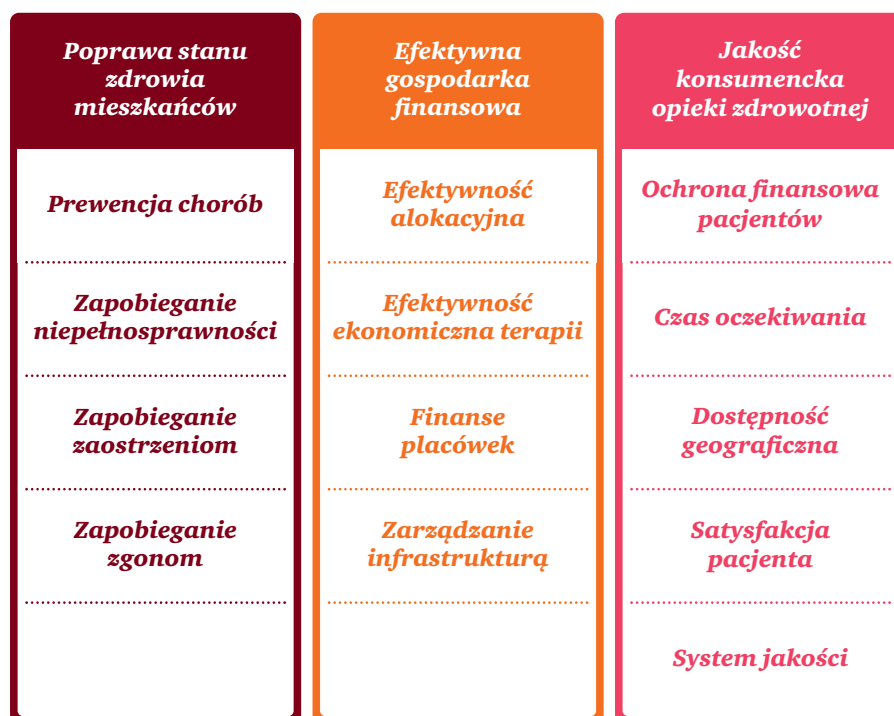 Poprawa stanu
zdrowia
mieszkańców
Prewencja chorób
Zapobieganie
niepełnosprawności
Zapobieganie
zaostrzeniom
Zapobieganie
zgonom
Efektywna
gospodarka
finansowa
Efektywność
alokacyjna
Efektywność
ekonomiczna terapii
Finanse
placówek
Zarządzanie
infrastrukturą
Jakość
konsumencka
opieki zdrowotnej
Ochrona finansowa
pacjentów
Czas oczekiwania
Dostępność
geograficzna
Satysfakcja
pacjenta
System jakości